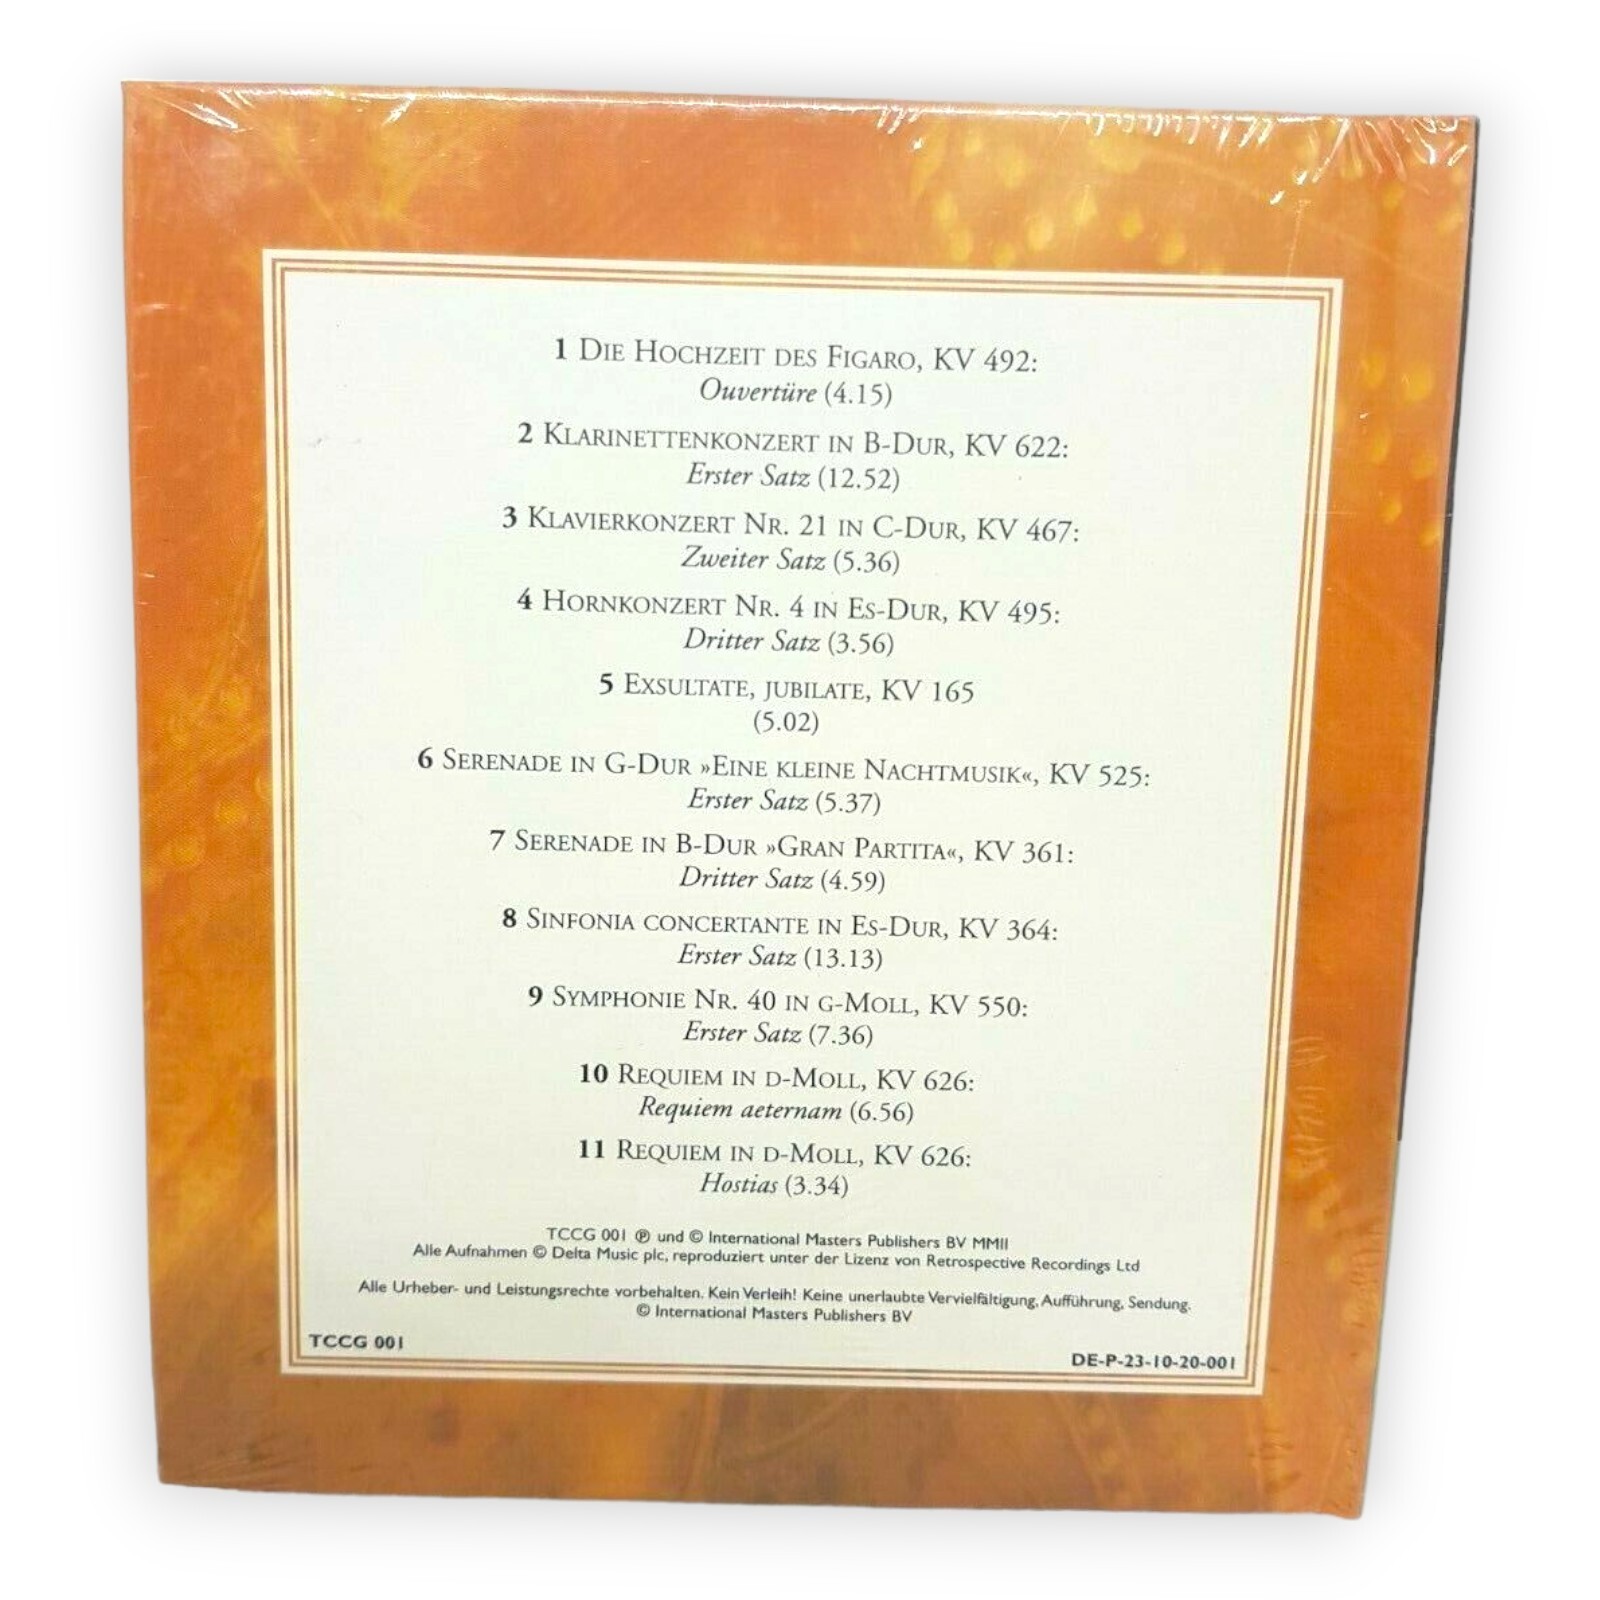 1 Die Hochzeit des Figaro, KV 492:
Ouvertüre (4.15)
2 Klarinettenkonzert in B-Dur, KV 622:
Erster Satz (12.52)
3 Klavierkonzert Nr. 21 in C-Dur, KV 467:
Zweiter Satz (5.36)
4 Hornkonzert Nr. 4 in Es-Dur, KV 495:
Dritter Satz (3.56)
5 Exsultate, jubilate, KV 165
(5.02)
6 Serenade in G-Dur »Eine kleine Nachtmusik«, KV 525:
Erster Satz (5.37)
7 Serenade in B-Dur »Gran Partita«, KV 361:
Dritter Satz (4.59)
8 Sinfonia concertante in Es-Dur, KV 364:
Erster Satz (13.13)
9 Symphonie Nr. 40 in g-Moll, KV 550:
Erster Satz (7.36)
10 Requiem in d-Moll, KV 626:
Requiem aeternam (6.56)
11 Requiem in d-Moll, KV 626:
Hostias (3.34)
TCCG 001 ℗ und © International Masters Publishers BV MMII
Alle Aufnahmen © Delta Music plc, reproduziert unter der Lizenz von Retrospective Recordings Ltd
Alle Urheber- und Leistungsrechte vorbehalten. Kein Verleih! Keine unerlaubte Vervielfältigung, Aufführung, Sendung.
© International Masters Publishers BV
TCCG 001
DE-P-23-10-20-001